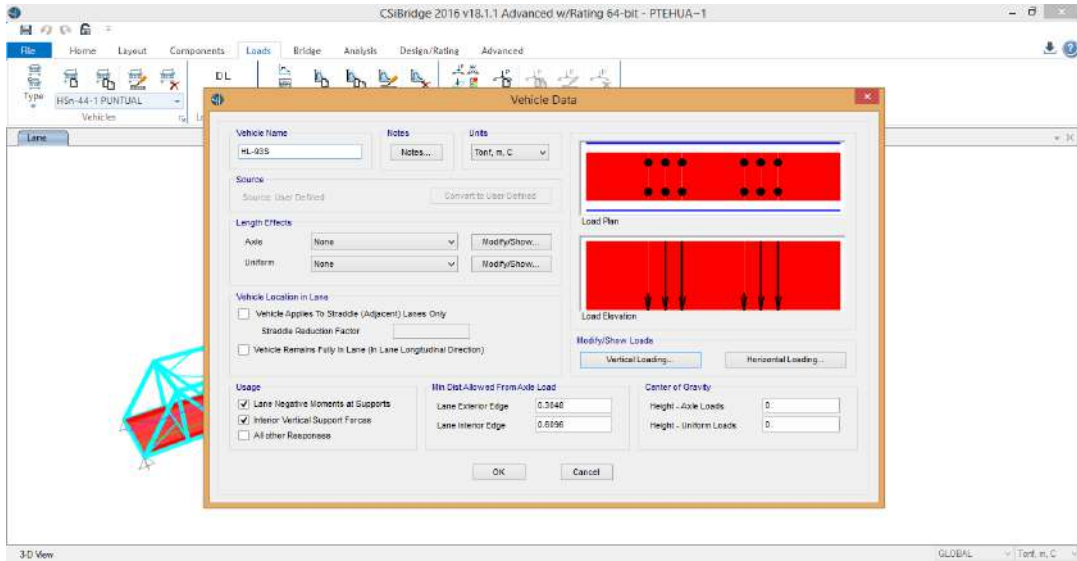 CSiBridge 2016 v18.1.1 Advanced w/Rating 64-bit - PTEHUA~1
File Home Layout Components Loads Bridge Analysis Design/Rating Advanced
Type
HSn-44-1 PUNTUAL
DL
Vehicles
Lane
Vehicle Data
Vehicle Name
HL-93S
Notes
Notes...
Units
Tonf, m, C
Source
Source: User Defined
Convert to User Defined
Length Effects
Axle None Modify/Show...
Uniform None Modify/Show...
Vehicle Location in Lane
Vehicle Applies To Straddle (Adjacent) Lanes Only
Straddle Reduction Factor
Vehicle Remains Fully In Lane (In Lane Longitudinal Direction)
Usage
Lane Negative Moments at Supports
Interior Vertical Support Forces
All other Responses
Load Plan
Load Elevation
Modify/Show Loads
Vertical Loading...
Horizontal Loading...
Min Dist Allowed From Axle Load
Lane Exterior Edge 0.3048
Lane Interior Edge 0.6096
Center of Gravity
Height - Axle Loads 0.
Height - Uniform Loads 0.
OK Cancel
3-D View
GLOBAL Tonf, m, C